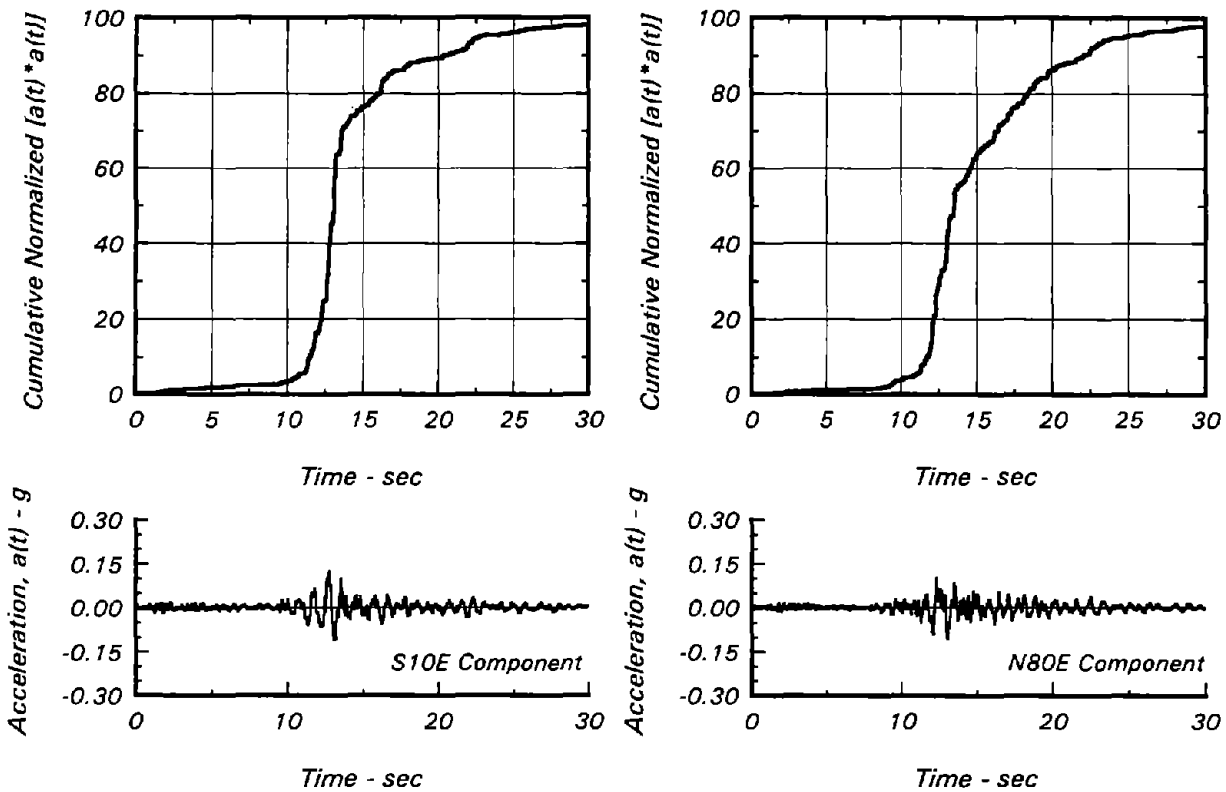 Cumulative Normalized [a(t)*a(t)]
100
80
60
40
20
0
0 5 10 15 20 25 30
Time - sec
Cumulative Normalized [a(t)*a(t)]
100
80
60
40
20
0
0 5 10 15 20 25 30
Time - sec
Acceleration, a(t) - g
0.30
0.15
0.00
-0.15
-0.30
S10E Component
0 10 20 30
Time - sec
Acceleration, a(t) - g
0.30
0.15
0.00
-0.15
-0.30
N80E Component
0 10 20 30
Time - sec